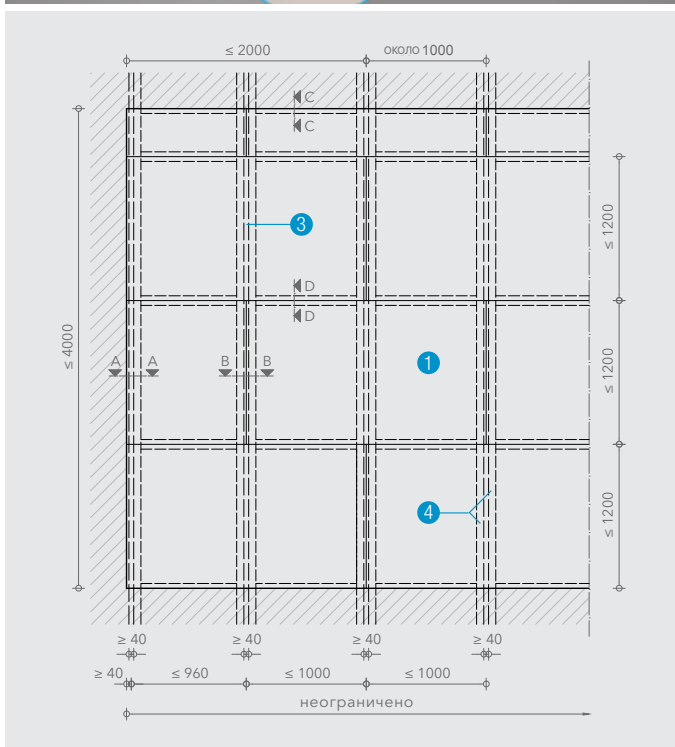 ≤ 2000
около 1000
C
C
3
≤ 1200
D
D
≤ 4000
A A B B
1
≤ 1200
4
≤ 1200
≥ 40 ≥ 40 ≥ 40 ≥ 40
≥ 40 ≤ 960 ≤ 1000 ≤ 1000
неограничено